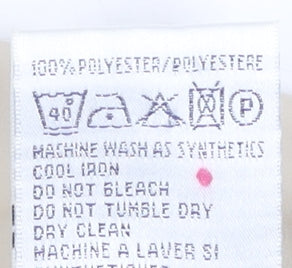 100% POLYESTER/POLYESTERE
40 P
MACHINE WASH AS SYNTHETICS
COOL IRON
DO NOT BLEACH
DO NOT TUMBLE DRY
DRY CLEAN
MACHINE A LAVER SI